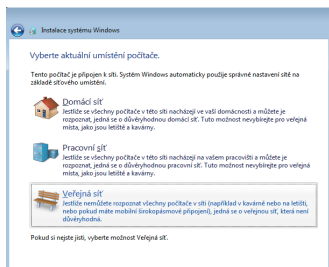 Instalace systému Windows
Vyberte aktuální umístění počítače.
Tento počítač je připojen k síti. Systém Windows automaticky použije správné nastavení sítě na
základě síťového umístění.
Domácí síť
Jestliže se všechny počítače v této síti nacházejí ve vaší domácnosti a můžete je
rozpoznat, jedná se o důvěryhodnou domácí síť. Tuto možnost nevybírejte pro veřejná
místa, jako jsou letiště a kavárny.
Pracovní síť
Jestliže se všechny počítače v této síti nacházejí na vašem pracovišti a můžete je
rozpoznat, jedná se o důvěryhodnou pracovní síť. Tuto možnost nevybírejte pro veřejná
místa, jako jsou letiště a kavárny.
Veřejná síť
Jestliže nemůžete rozpoznat všechny počítače v síti (například v kavárně nebo na letišti,
nebo pokud máte mobilní širokopásmové připojení), jedná se o veřejnou síť, která není
důvěryhodná.
Pokud si nejste jisti, vyberte možnost Veřejná síť.